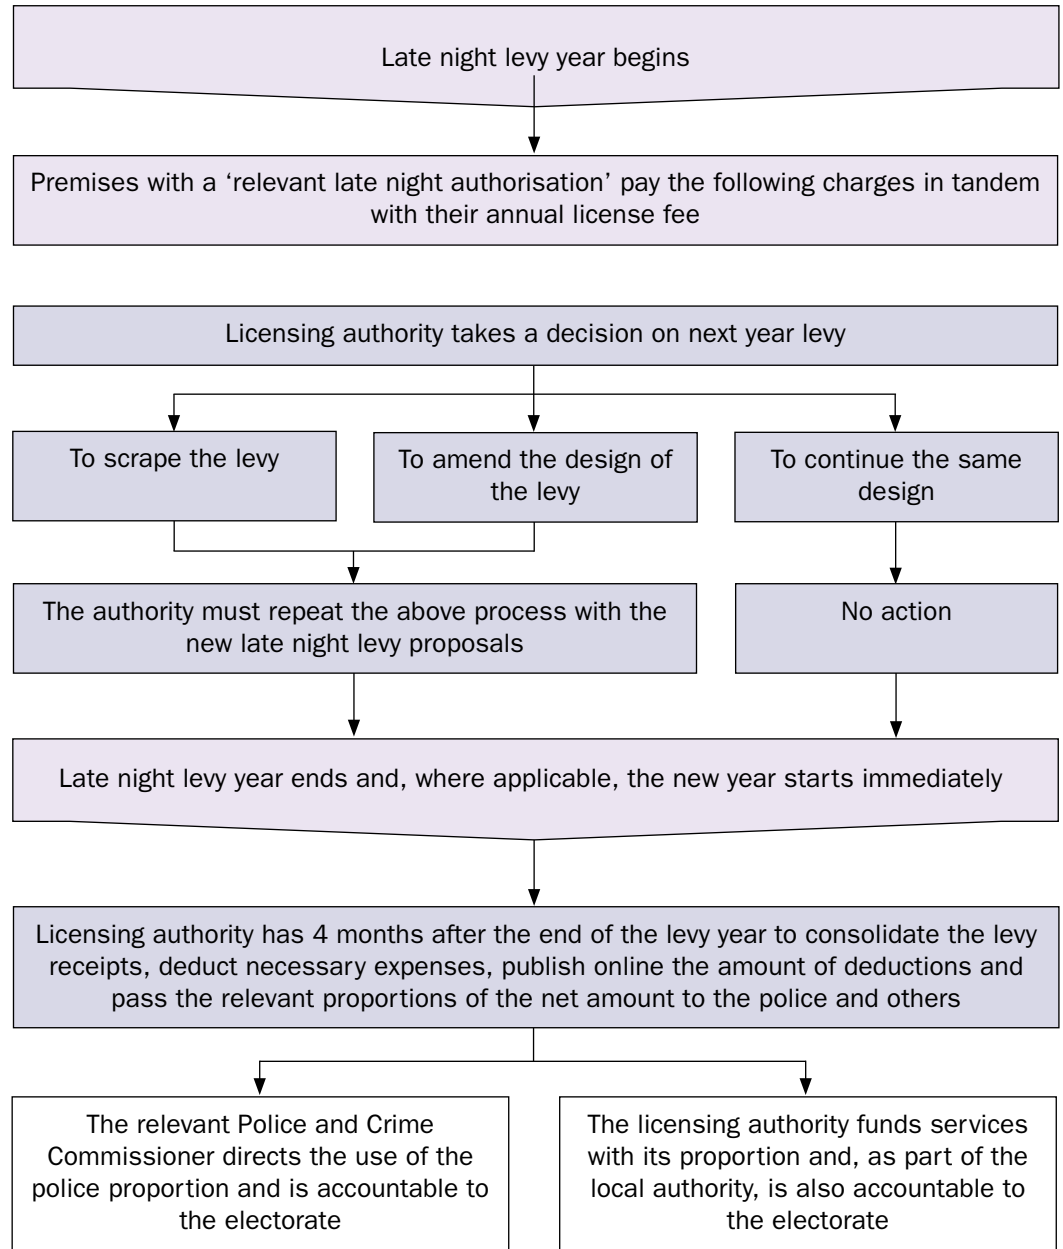 Late night levy year begins
Premises with a ‘relevant late night authorisation’ pay the following charges in tandem
with their annual license fee
Licensing authority takes a decision on next year levy
To scrape the levy
To amend the design of
the levy
To continue the same
design
The authority must repeat the above process with the
new late night levy proposals
No action
Late night levy year ends and, where applicable, the new year starts immediately
Licensing authority has 4 months after the end of the levy year to consolidate the levy
receipts, deduct necessary expenses, publish online the amount of deductions and
pass the relevant proportions of the net amount to the police and others
The relevant Police and Crime
Commissioner directs the use of the
police proportion and is accountable to
the electorate
The licensing authority funds services
with its proportion and, as part of the
local authority, is also accountable to
the electorate